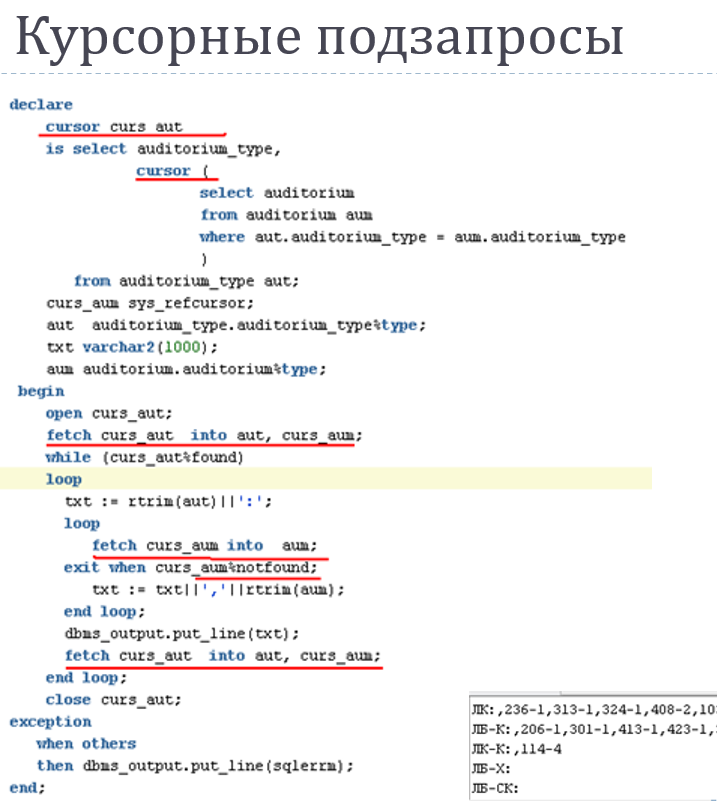 Курсорные подзапросы
declare
cursor curs_aut
is select auditorium_type,
cursor (
select auditorium
from auditorium aum
where aut.auditorium_type = aum.auditorium_type
)
from auditorium_type aut;
curs_aum sys_refcursor;
aut auditorium_type.auditorium_type%type;
txt varchar2(1000);
aum auditorium.auditorium%type;
begin
open curs_aut;
fetch curs_aut into aut, curs_aum;
while (curs_aut%found)
loop
txt := rtrim(aut)||':';
loop
fetch curs_aum into aum;
exit when curs_aum%notfound;
txt := txt||','||rtrim(aum);
end loop;
dbms_output.put_line(txt);
fetch curs_aut into aut, curs_aum;
end loop;
close curs_aut;
exception
when others
then dbms_output.put_line(sqlerrm);
end;
ЛК:,236-1,313-1,324-1,408-2,103
ЛБ-К:,206-1,301-1,413-1,423-1,
ЛК-К:,114-4
ЛБ-Х:
ЛБ-СК: